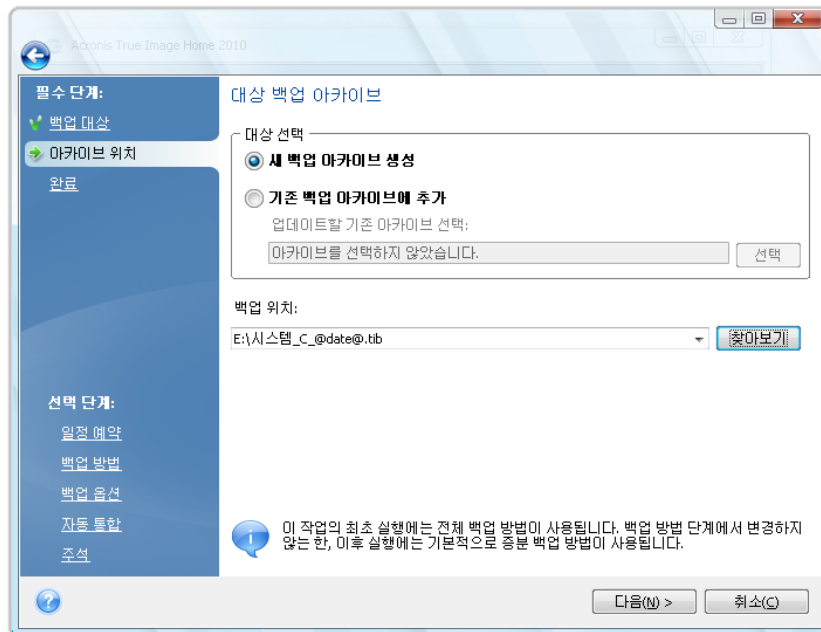 Acronis True Image Home 2010
필수 단계:
백업 대상
아카이브 위치
완료
선택 단계:
일정 예약
백업 방법
백업 옵션
자동 통합
주석
대상 백업 아카이브
대상 선택
새 백업 아카이브 생성
기존 백업 아카이브에 추가
업데이트할 기존 아카이브 선택:
아카이브를 선택하지 않았습니다.
선택
백업 위치:
E:\시스템_C_@date@.tib
찾아보기
이 작업의 최초 실행에는 전체 백업 방법이 사용됩니다. 백업 방법 단계에서 변경하지
않는 한, 이후 실행에는 기본적으로 증분 백업 방법이 사용됩니다.
다음(N) >
취소(C)